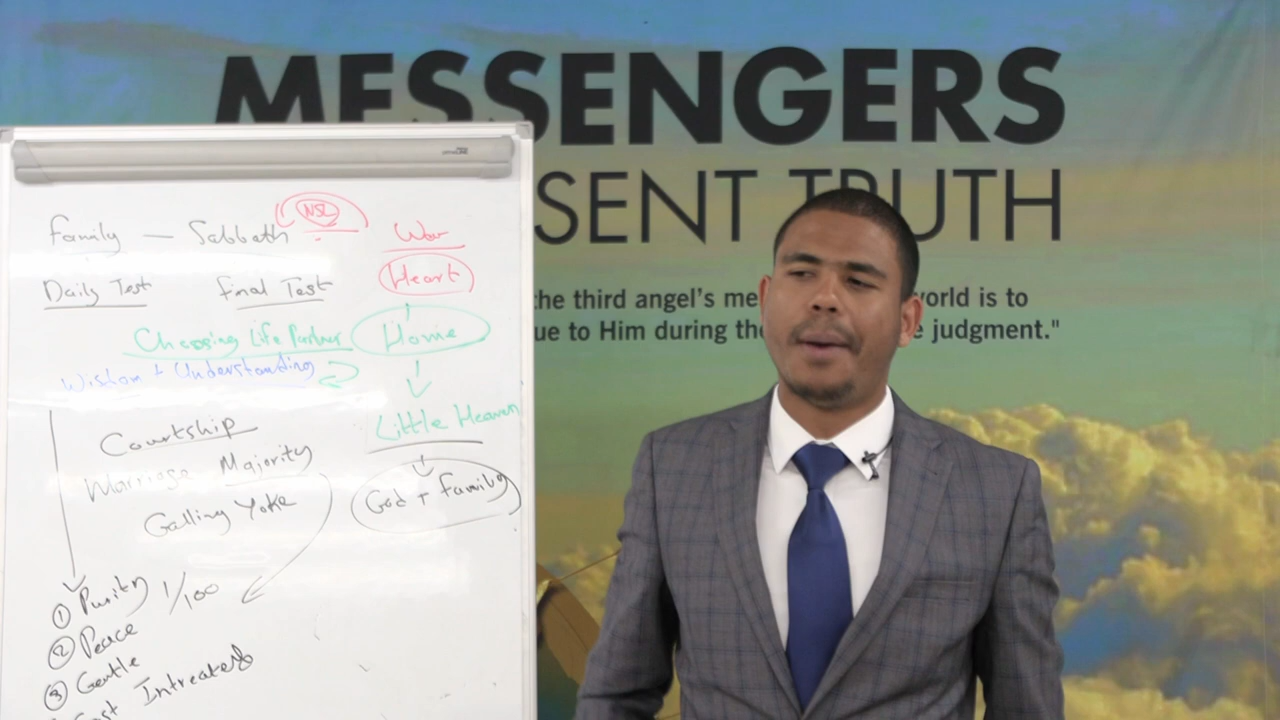 MESSENGERS
SENT TRUTH
the third angel's me world is to
ue to Him during the e judgment."
Family — Sabbath NSL War
Daily Test Final Test Heart
Choosing Life Partner Home
Wisdom + Understanding
Courtship Little Heaven
Marriage Majority
Galling Yoke God + Family
① Purity 1/100
② Peace
③ Gentle
Intreated